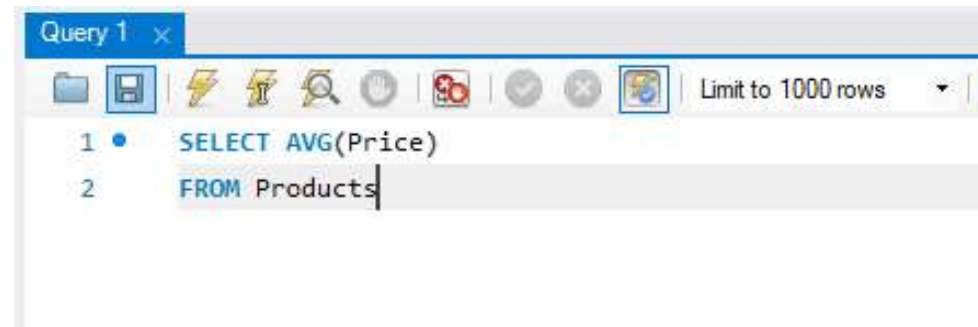 Query 1
Limit to 1000 rows
1 SELECT AVG(Price)
2 FROM Products